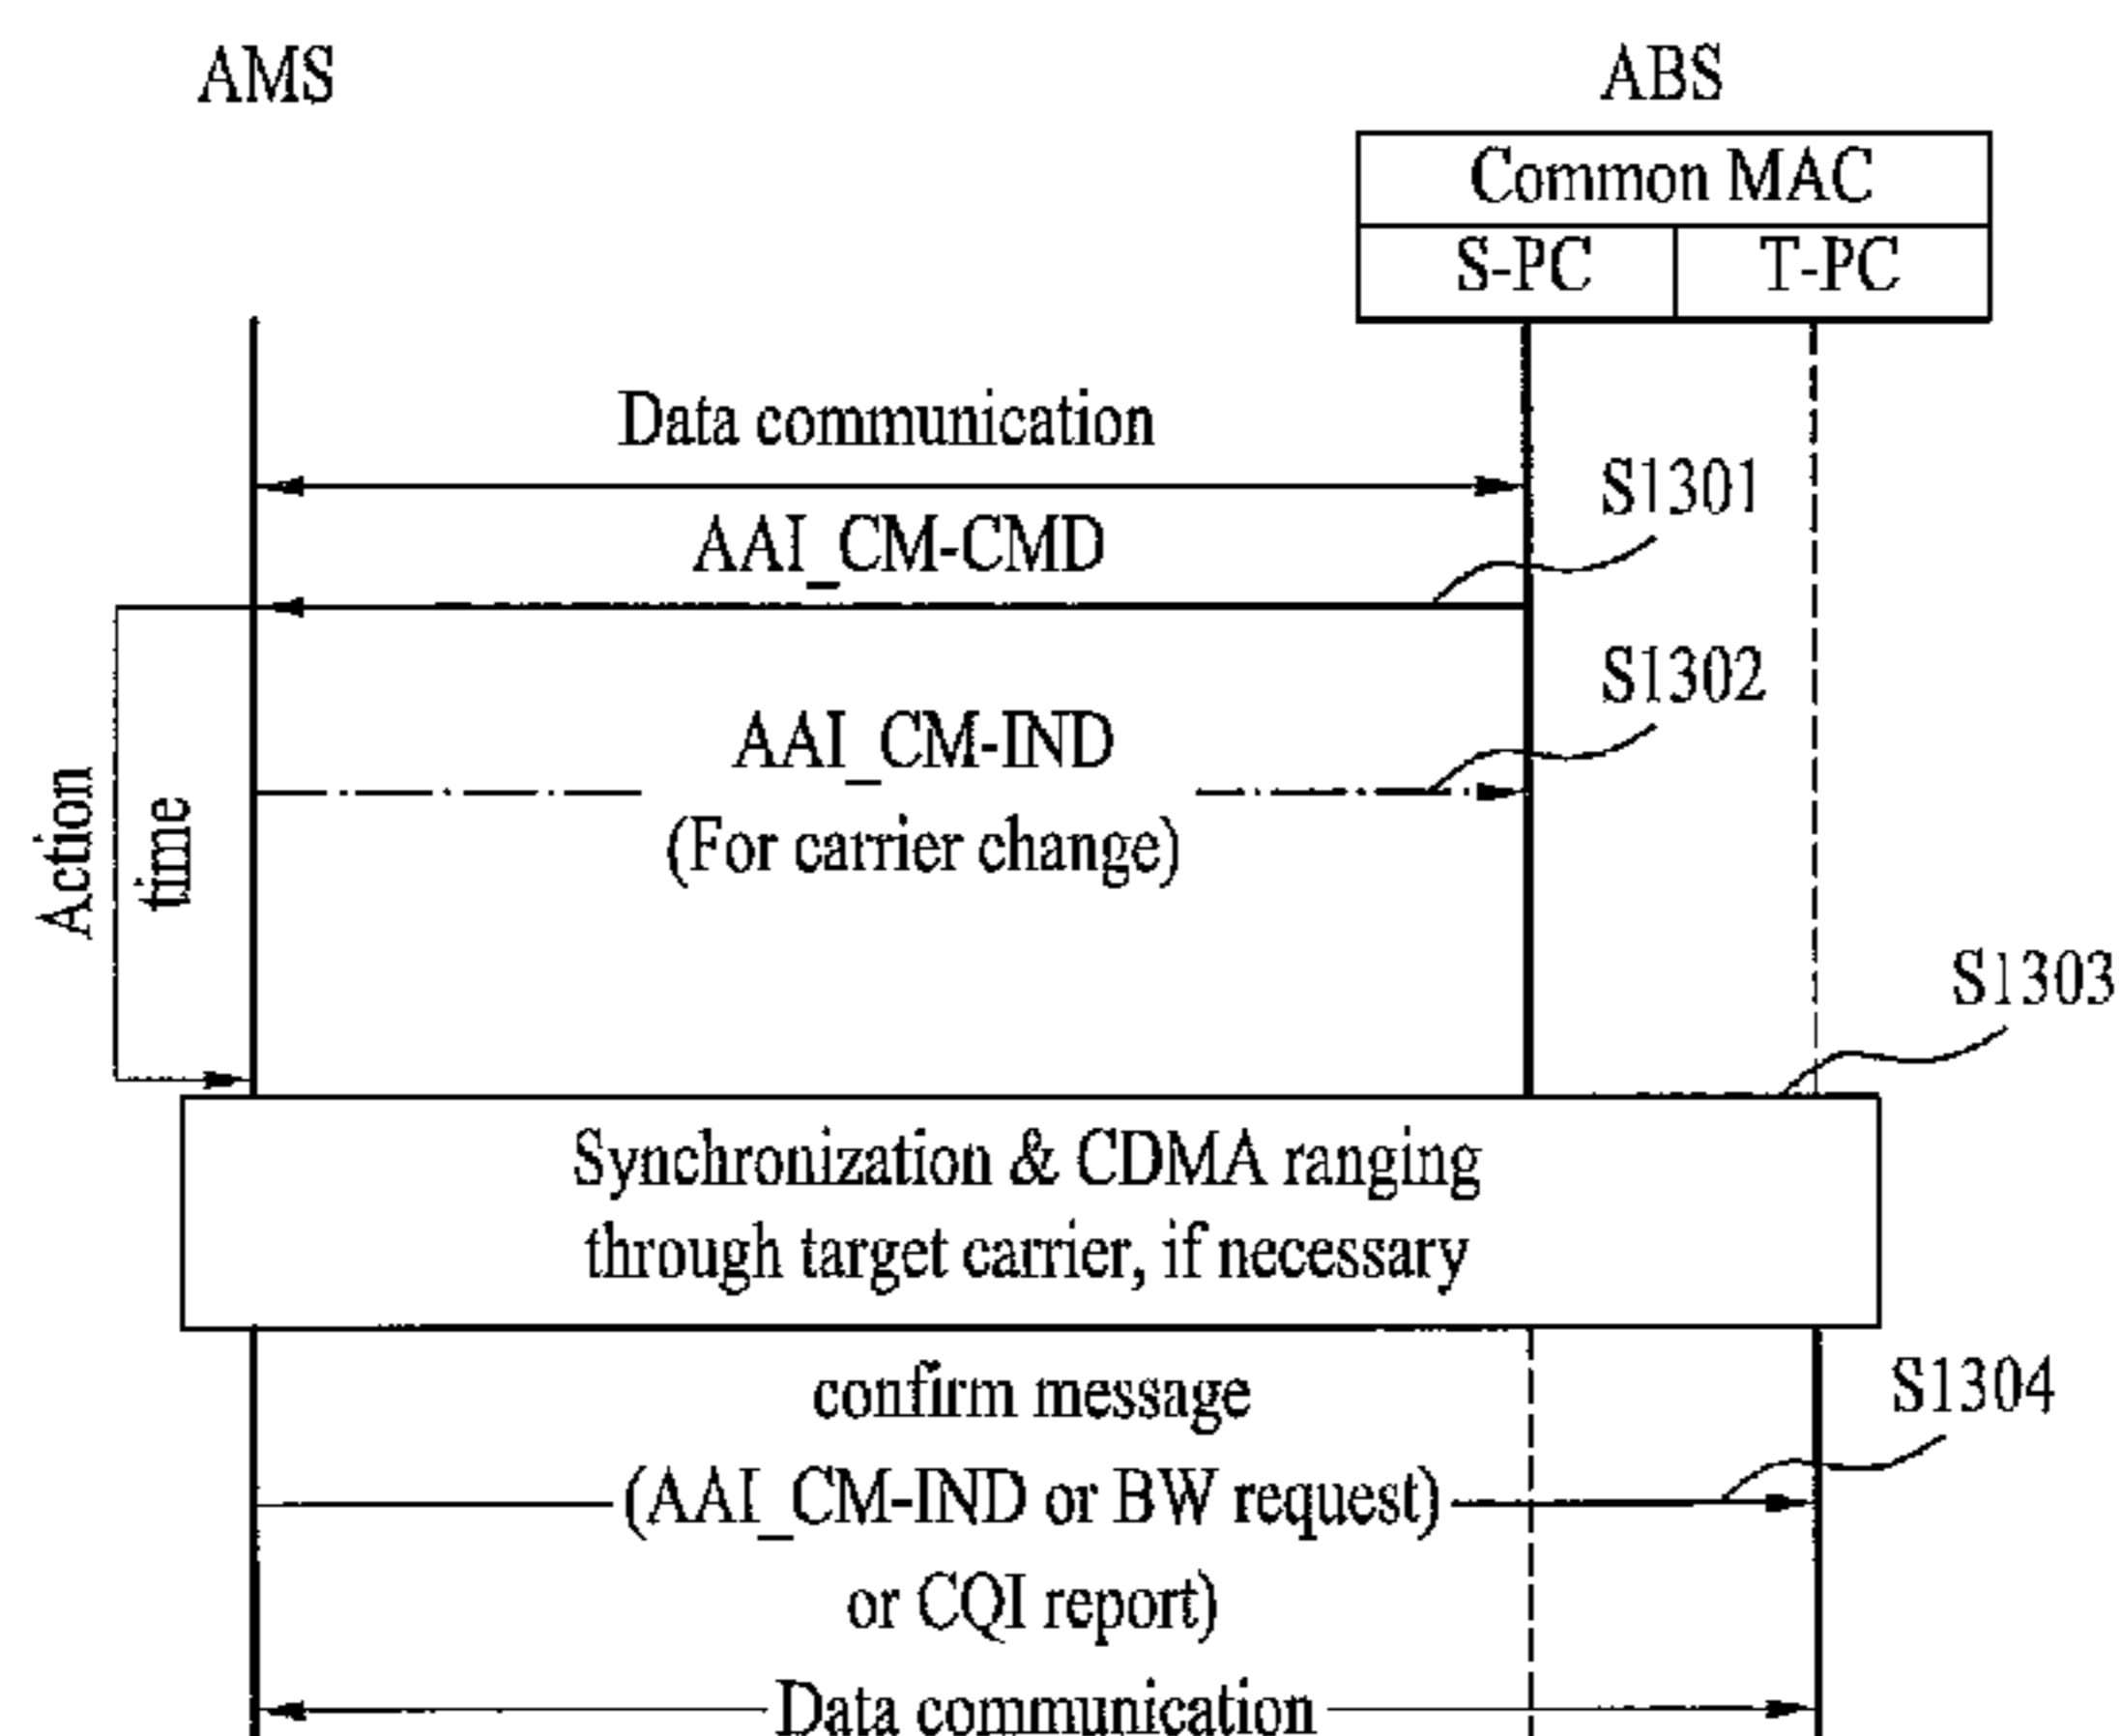 AMS
ABS
Common MAC
S-PC
T-PC
Data communication
S1301
AAI_CM-CMD
S1302
AAI_CM-IND
(For carrier change)
Action
time
S1303
Synchronization & CDMA ranging
through target carrier, if necessary
confirm message
S1304
(AAI_CM-IND or BW request)
or CQI report)
Data communication